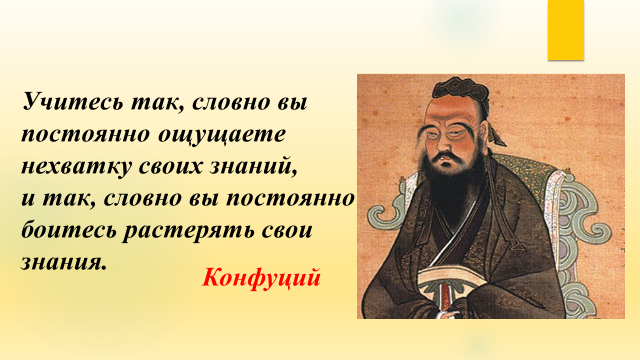 Учитесь так, словно вы
постоянно ощущаете
нехватку своих знаний,
и так, словно вы постоянно
боитесь растерять свои
знания.
Конфуций